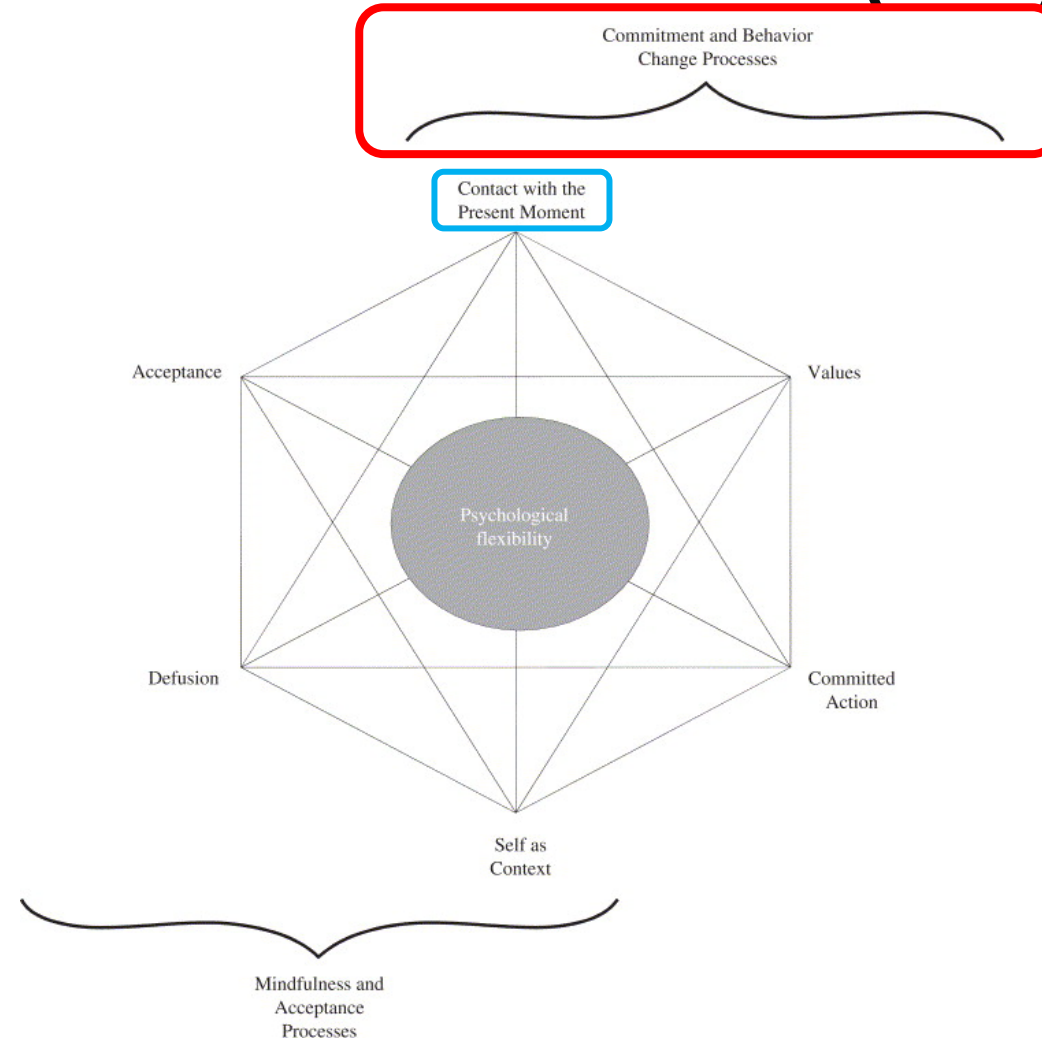 Commitment and Behavior
Change Processes
Contact with the
Present Moment
Acceptance
Values
Psychological
flexibility
Defusion
Committed
Action
Self as
Context
Mindfulness and
Acceptance
Processes